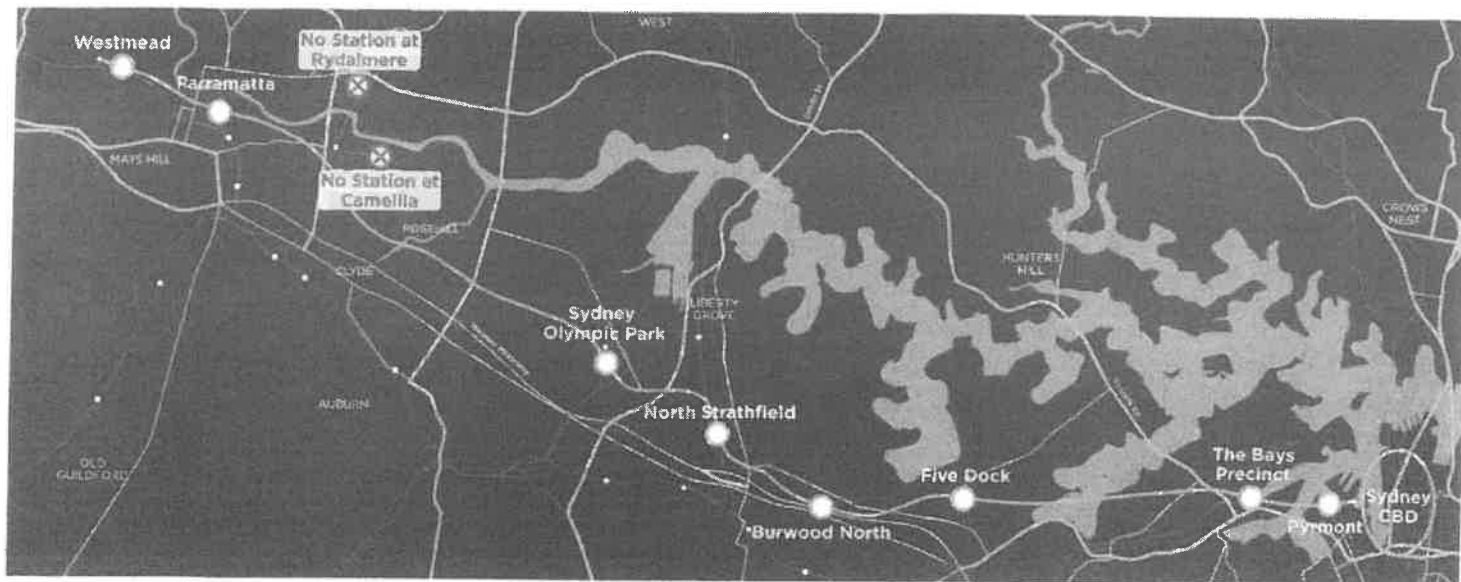 WEST
Westmead
No Station at
Rydalmere
Parramatta
MAYS HILL
No Station at
Camellia
ROSEHILL
CROWS
NEST
CLYDE
HUNTERS
HILL
LIBERTY
GROVE
Sydney
Olympic Park
AUBURN
North Strathfield
OLD
GUILDFORD
Five Dock
The Bays
Precinct
Sydney
CBD
Pyrmont
*Burwood North